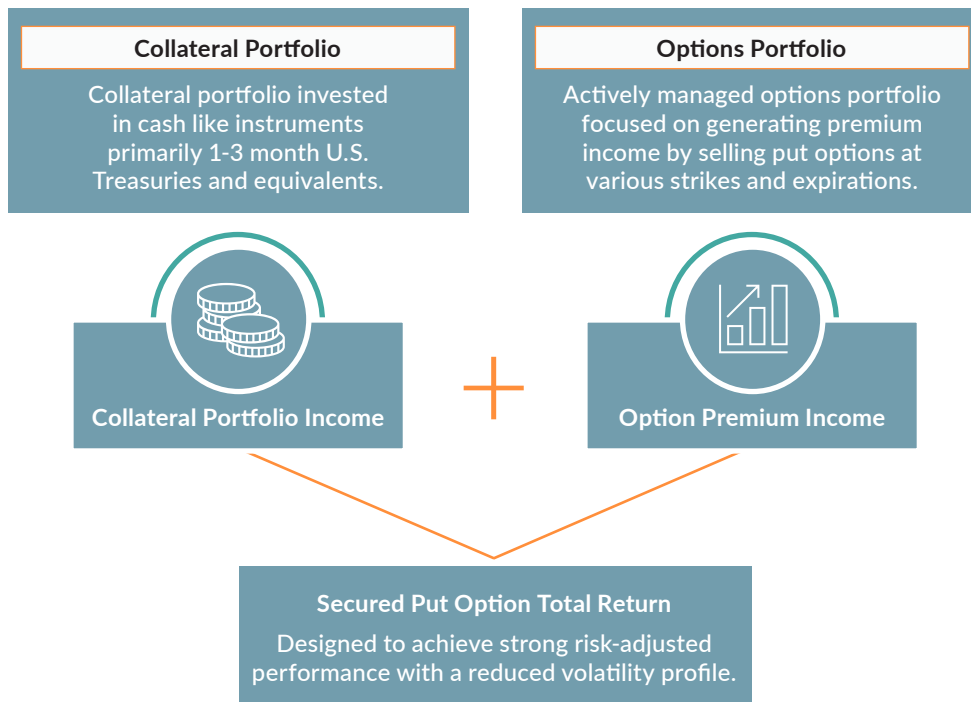 Collateral Portfolio
Collateral portfolio invested
in cash like instruments
primarily 1-3 month U.S.
Treasuries and equivalents.
Options Portfolio
Actively managed options portfolio
focused on generating premium
income by selling put options at
various strikes and expirations.
Collateral Portfolio Income
Option Premium Income
Secured Put Option Total Return
Designed to achieve strong risk-adjusted
performance with a reduced volatility profile.